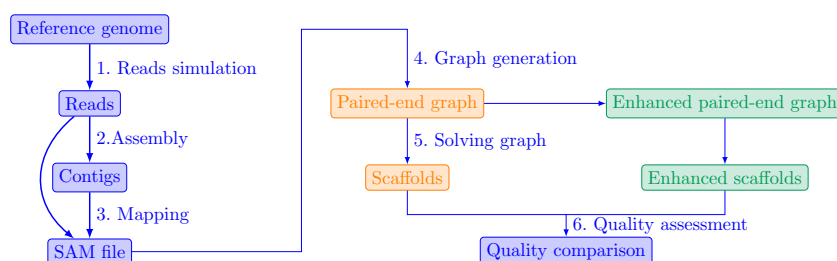 Reference genome
1. Reads simulation
Reads
2.Assembly
Contigs
3. Mapping
SAM file
4. Graph generation
Paired-end graph
Enhanced paired-end graph
5. Solving graph
Scaffolds
Enhanced scaffolds
6. Quality assessment
Quality comparison